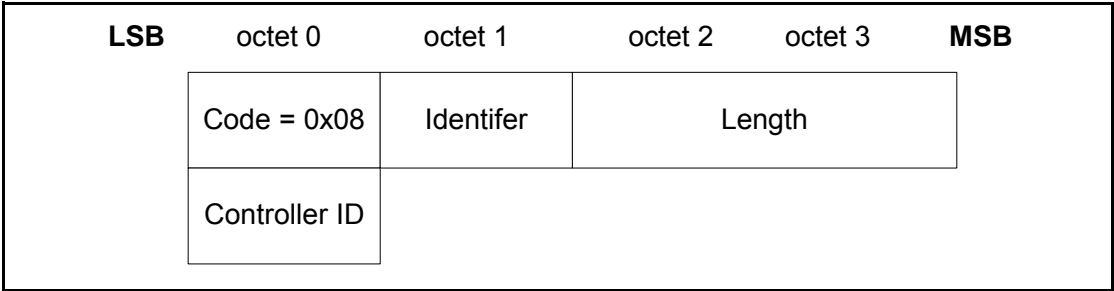 LSB octet 0 octet 1 octet 2 octet 3 MSB
Code = 0x08 Identifer Length
Controller ID